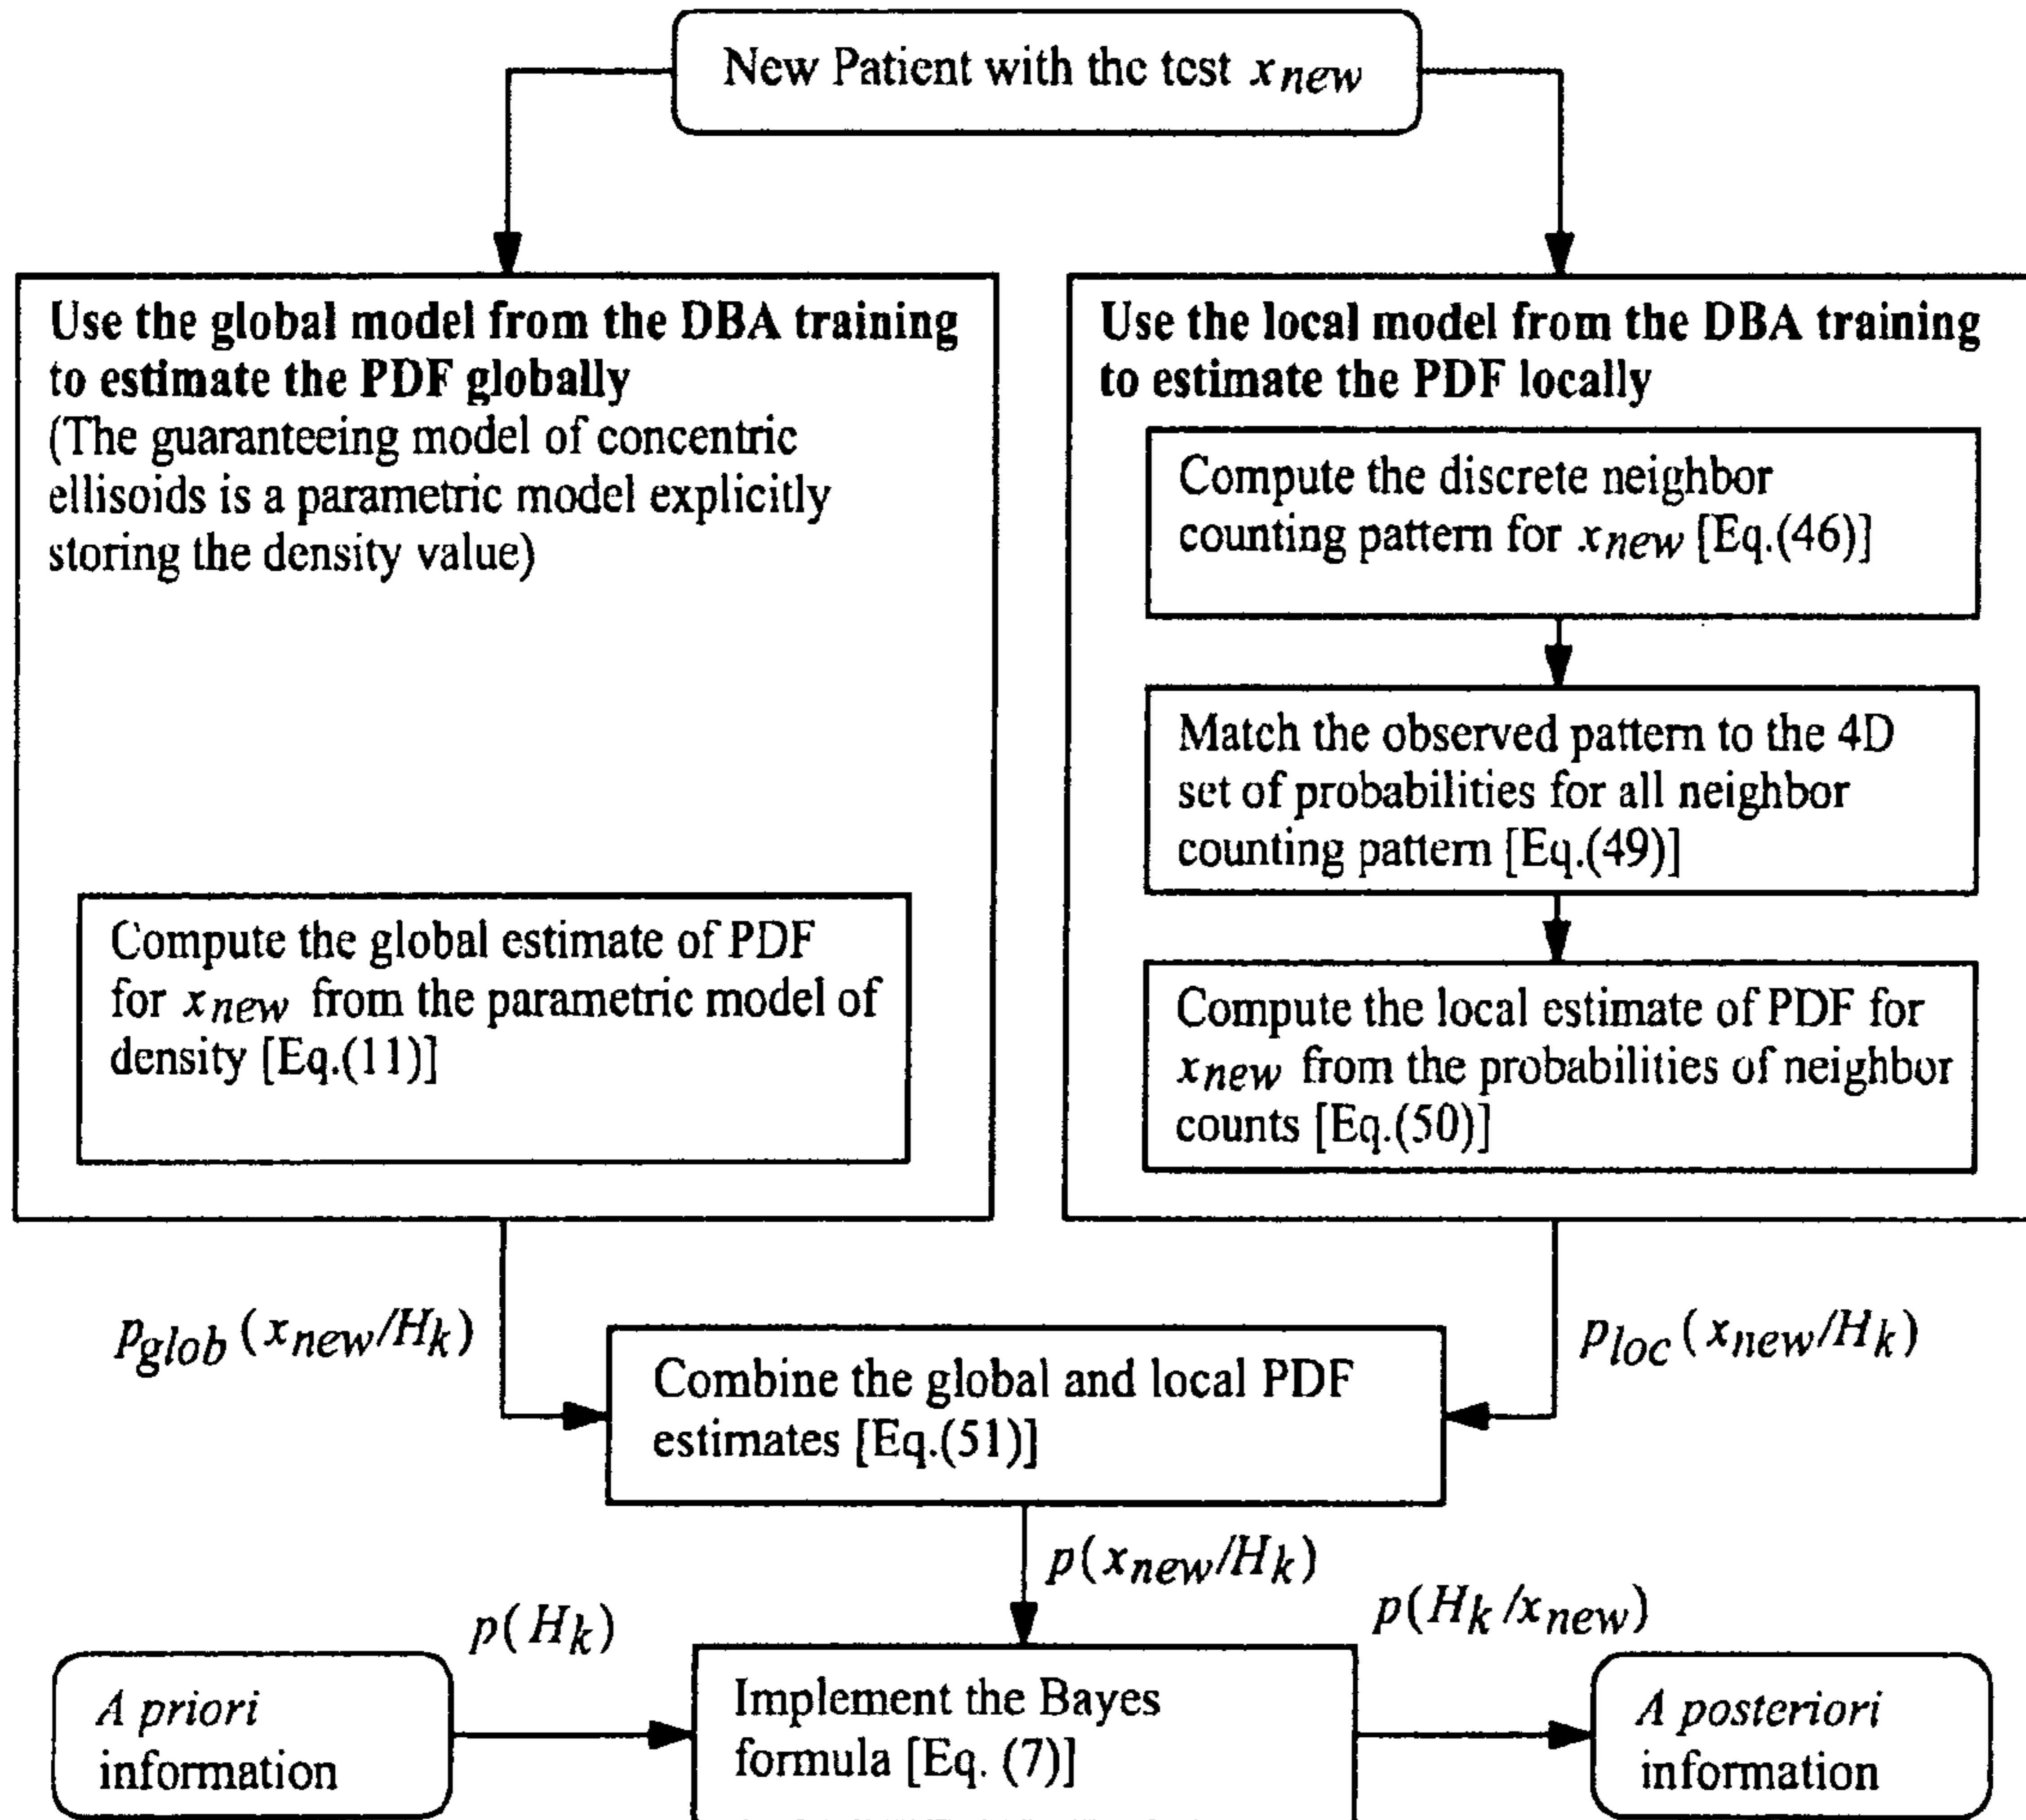 New Patient with the test x_new
Use the global model from the DBA training
to estimate the PDF globally
(The guaranteeing model of concentric
ellisoids is a parametric model explicitly
storing the density value)
Compute the global estimate of PDF
for x_new from the parametric model of
density [Eq.(11)]
Use the local model from the DBA training
to estimate the PDF locally
Compute the discrete neighbor
counting pattern for x_new [Eq.(46)]
Match the observed pattern to the 4D
set of probabilities for all neighbor
counting pattern [Eq.(49)]
Compute the local estimate of PDF for
x_new from the probabilities of neighbor
counts [Eq.(50)]
p_glob(x_new/H_k)
p_loc(x_new/H_k)
Combine the global and local PDF
estimates [Eq.(51)]
p(x_new/H_k)
p(H_k)
p(H_k/x_new)
A priori
information
Implement the Bayes
formula [Eq. (7)]
A posteriori
information